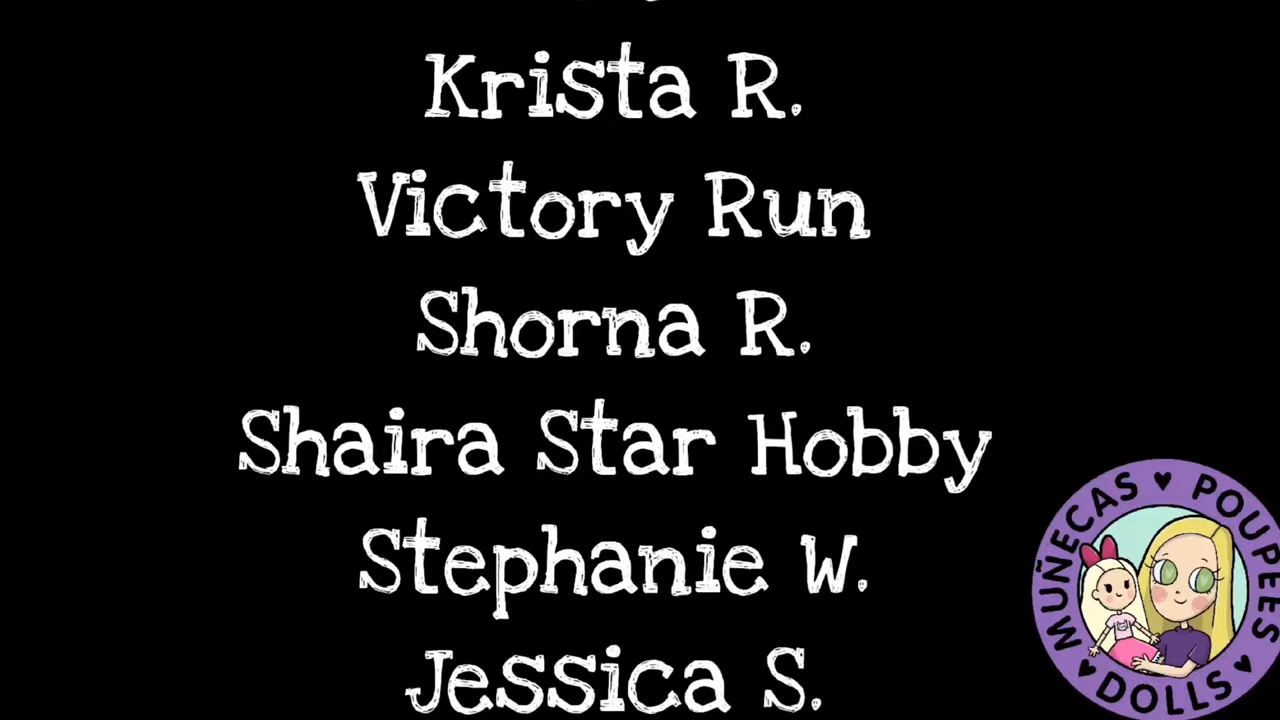 Krista R.
Victory Run
Shorna R.
Shaira Star Hobby
Stephanie W.
Jessica S.
MUÑECAS ♥ POUPEES ♥ DOLLS ♥